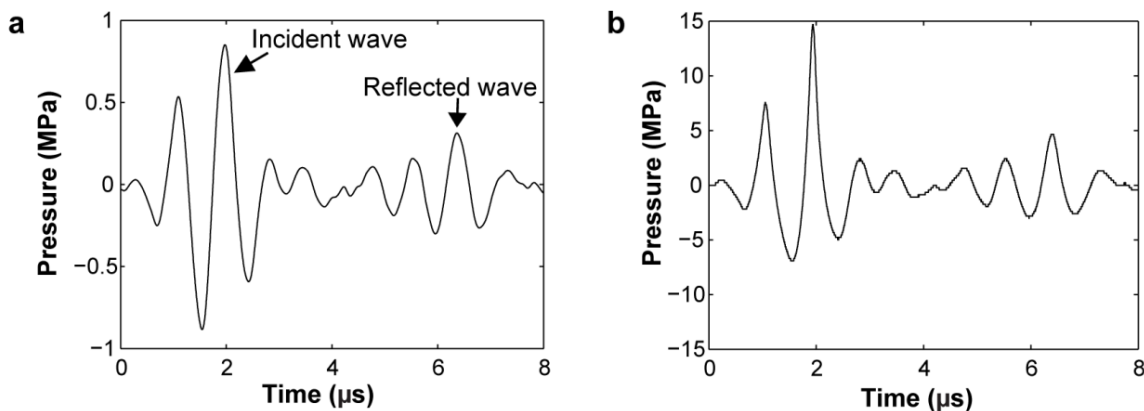 a
Incident wave
Reflected wave
Pressure (MPa)
1
0.5
0
−0.5
−1
0 2 4 6 8
Time (µs)
b
Pressure (MPa)
15
10
5
0
−5
−10
15
0 2 4 6 8
Time (µs)